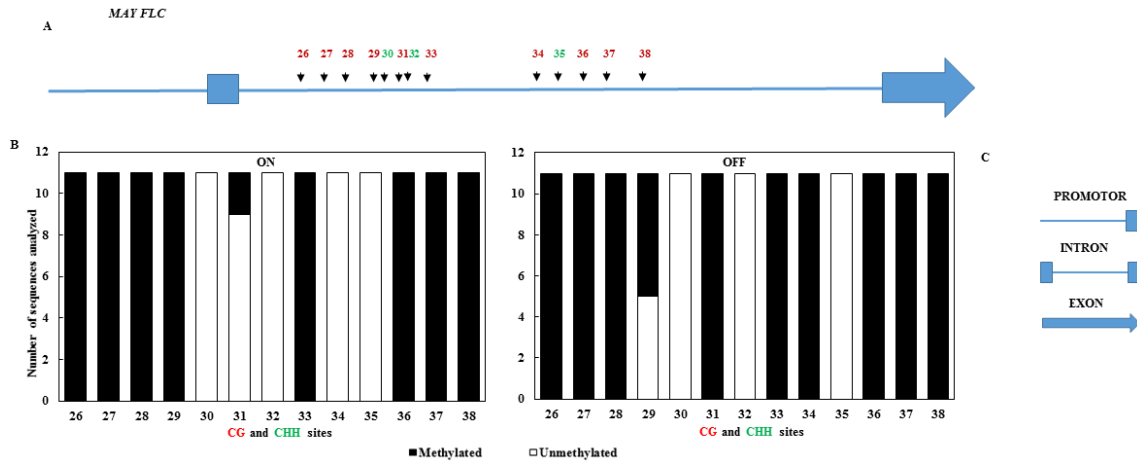 MAY FLC
A
26 27 28 29 30 31 32 33 34 35 36 37 38
B
12
10
8
6
4
2
0
Number of sequences analyzed
ON
26 27 28 29 30 31 32 33 34 35 36 37 38
CG and CHH sites
12
10
8
6
4
2
0
OFF
26 27 28 29 30 31 32 33 34 35 36 37 38
CG and CHH sites
Methylated Unmethylated
C
PROMOTOR
INTRON
EXON